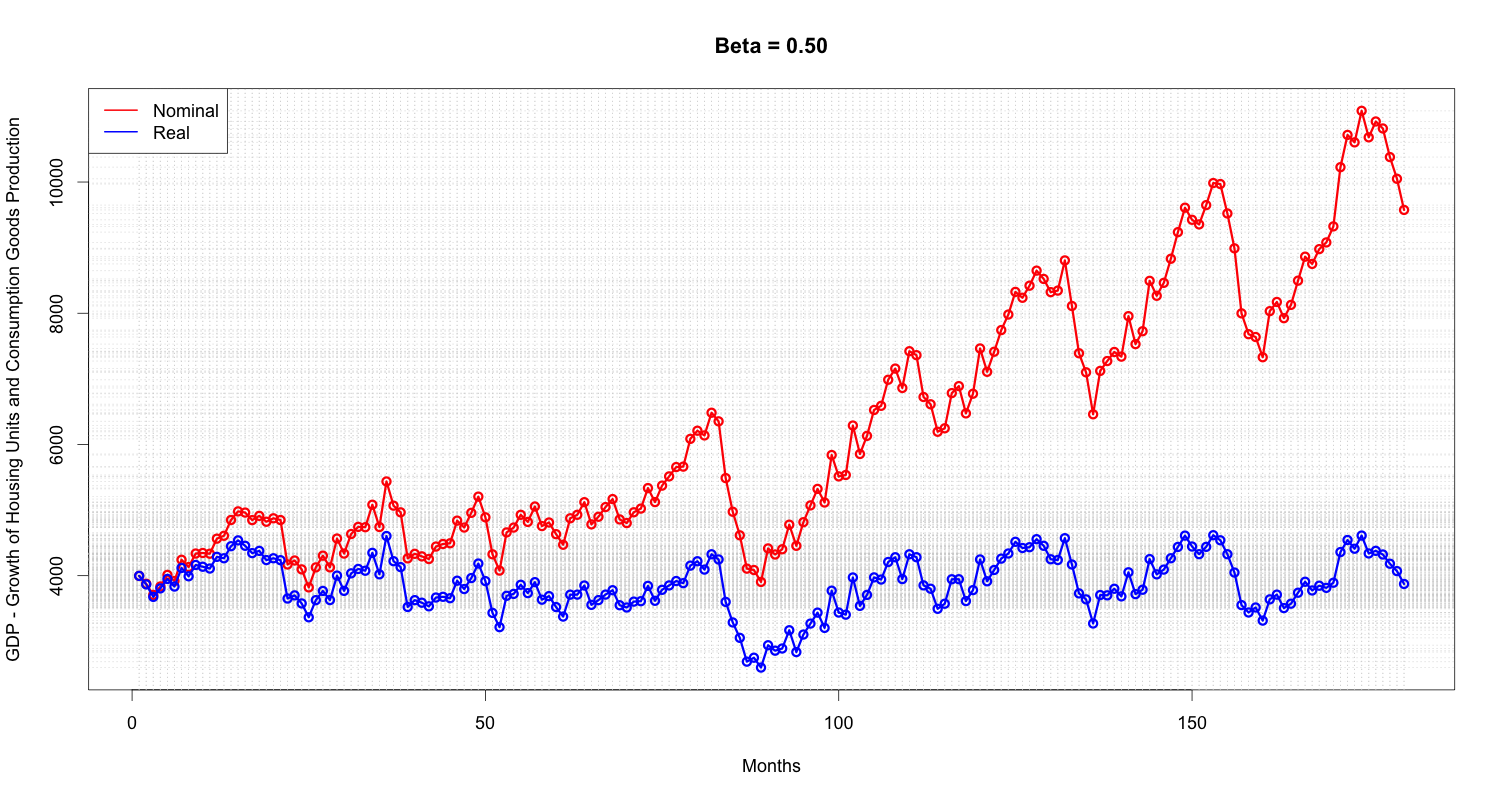 Beta = 0.50
Nominal
Real
GDP - Growth of Housing Units and Consumption Goods Production
10000
8000
6000
4000
0 50 100 150
Months